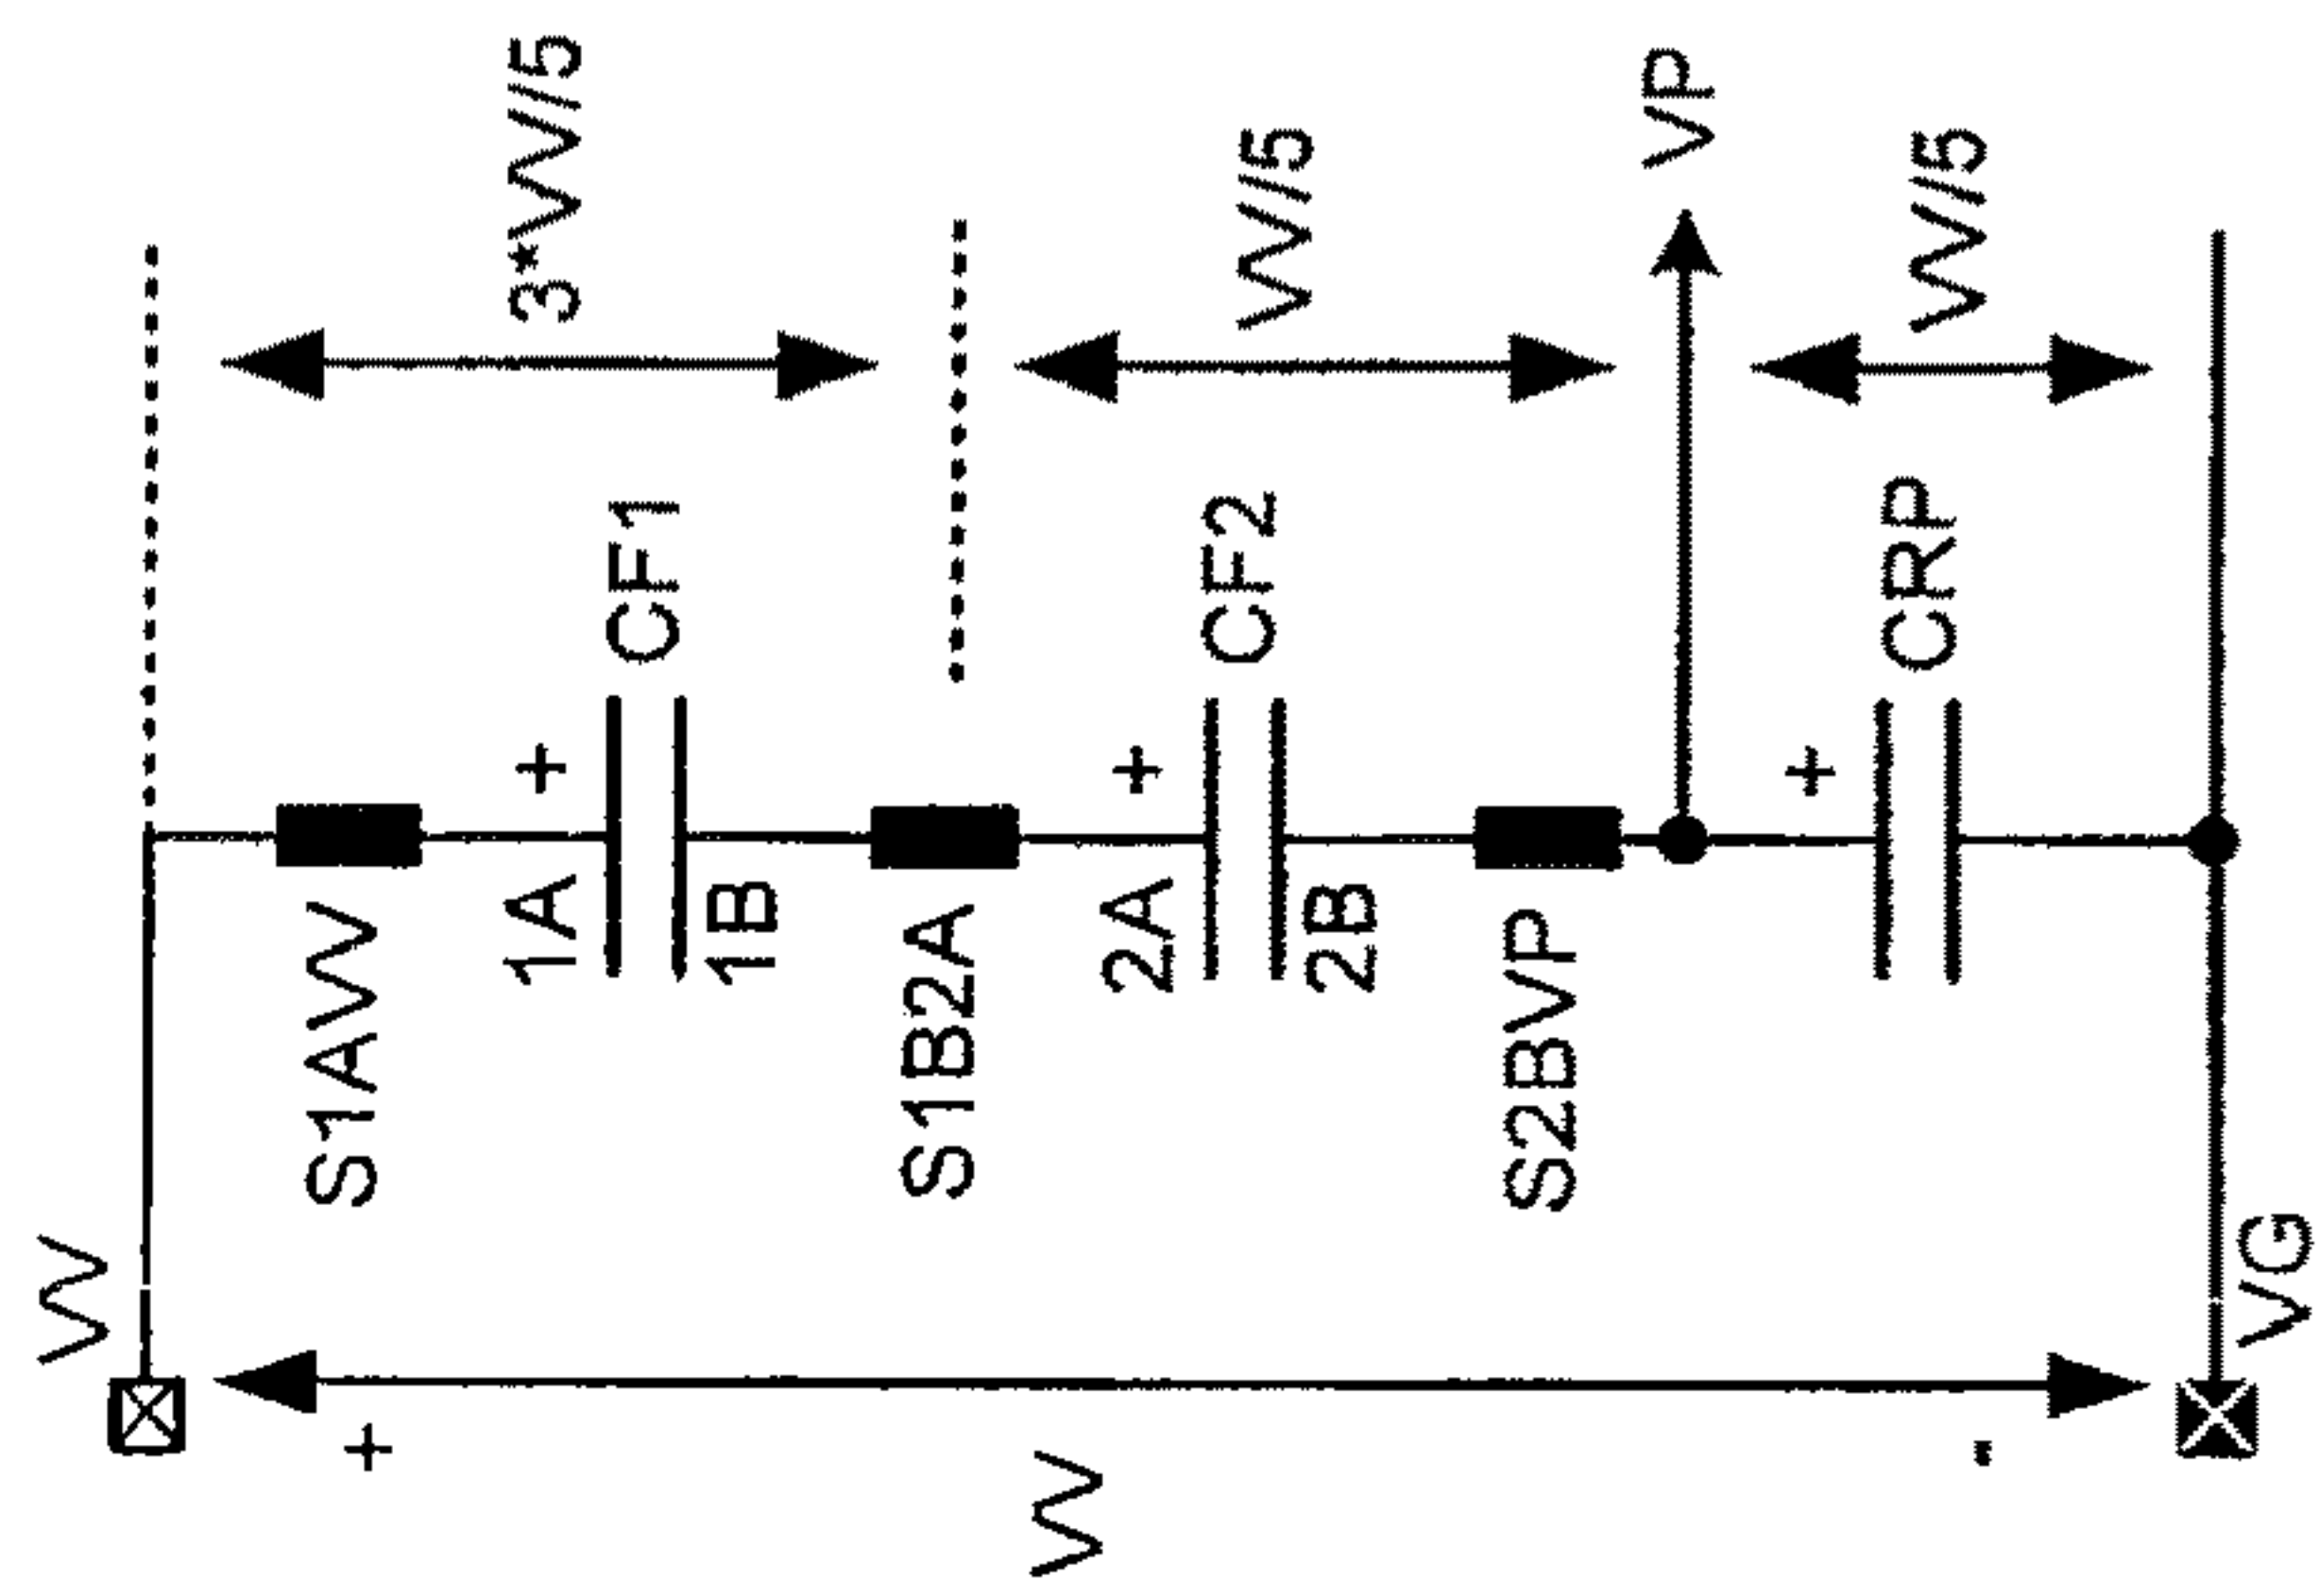 VV
S1AVV
+
1A
+
3*VV/5
CF1
1B
S1B2A
VV
2A
+
CF2
VV/5
2B
S2BVP
VP
+
CRP
VV/5
-
VG